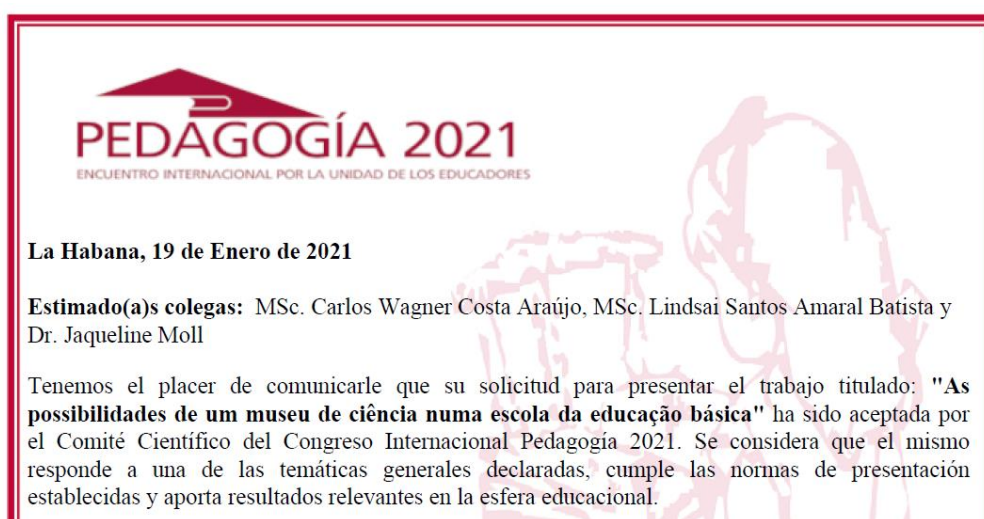 PEDAGOGÍA 2021
ENCUENTRO INTERNACIONAL POR LA UNIDAD DE LOS EDUCADORES
La Habana, 19 de Enero de 2021
Estimado(a)s colegas: MSc. Carlos Wagner Costa Araújo, MSc. Lindsai Santos Amaral Batista y
Dr. Jaqueline Moll
Tenemos el placer de comunicarle que su solicitud para presentar el trabajo titulado: "As
possibilidades de um museu de ciência numa escola da educação básica" ha sido aceptada por
el Comité Científico del Congreso Internacional Pedagogía 2021. Se considera que el mismo
responde a una de las temáticas generales declaradas, cumple las normas de presentación
establecidas y aporta resultados relevantes en la esfera educacional.